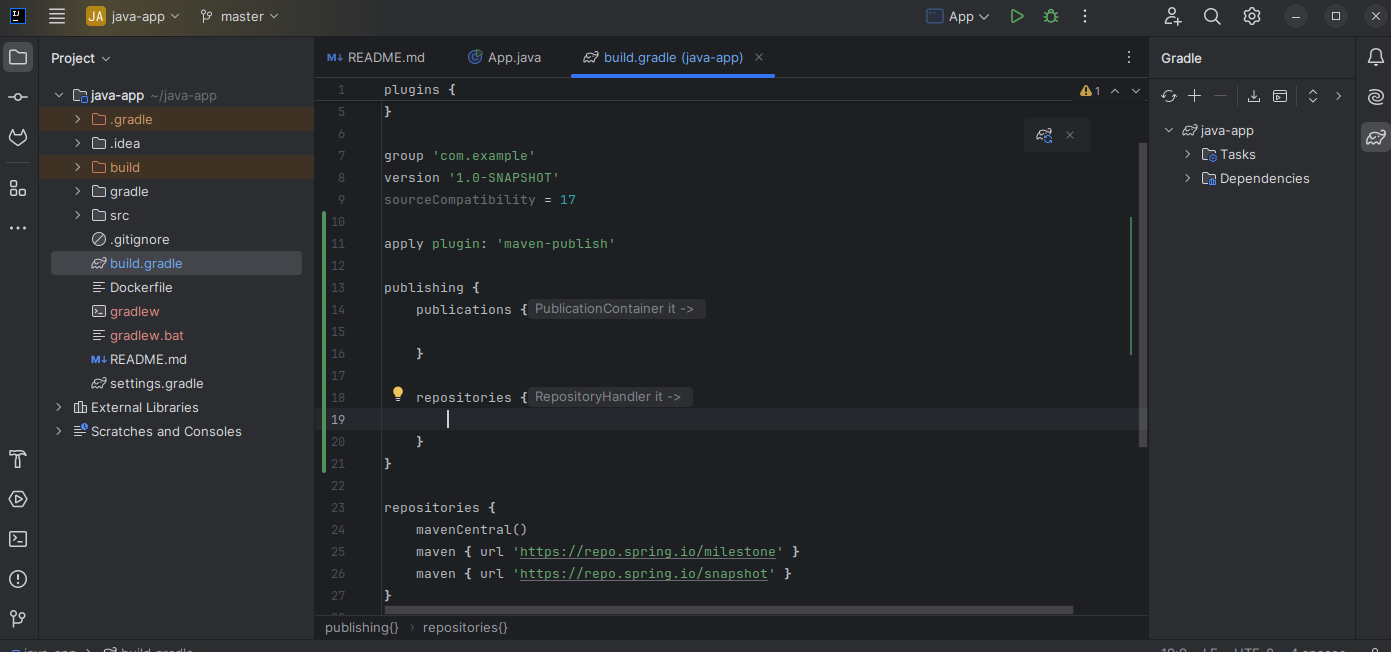 JA java-app master App
Project
java-app ~/java-app
.gradle
.idea
build
gradle
src
.gitignore
build.gradle
Dockerfile
gradlew
gradlew.bat
README.md
settings.gradle
External Libraries
Scratches and Consoles
README.md App.java build.gradle (java-app)
1 plugins {
1
5 }
6
7 group 'com.example'
8 version '1.0-SNAPSHOT'
9 sourceCompatibility = 17
10
11 apply plugin: 'maven-publish'
12
13 publishing {
14 publications { PublicationContainer it ->
15
16 }
17
18 repositories { RepositoryHandler it ->
19
20 }
21 }
22
23 repositories {
24 mavenCentral()
25 maven { url 'https://repo.spring.io/milestone' }
26 maven { url 'https://repo.spring.io/snapshot' }
27 }
publishing{} › repositories{}
Gradle
java-app
Tasks
Dependencies
java-app › build.gradle